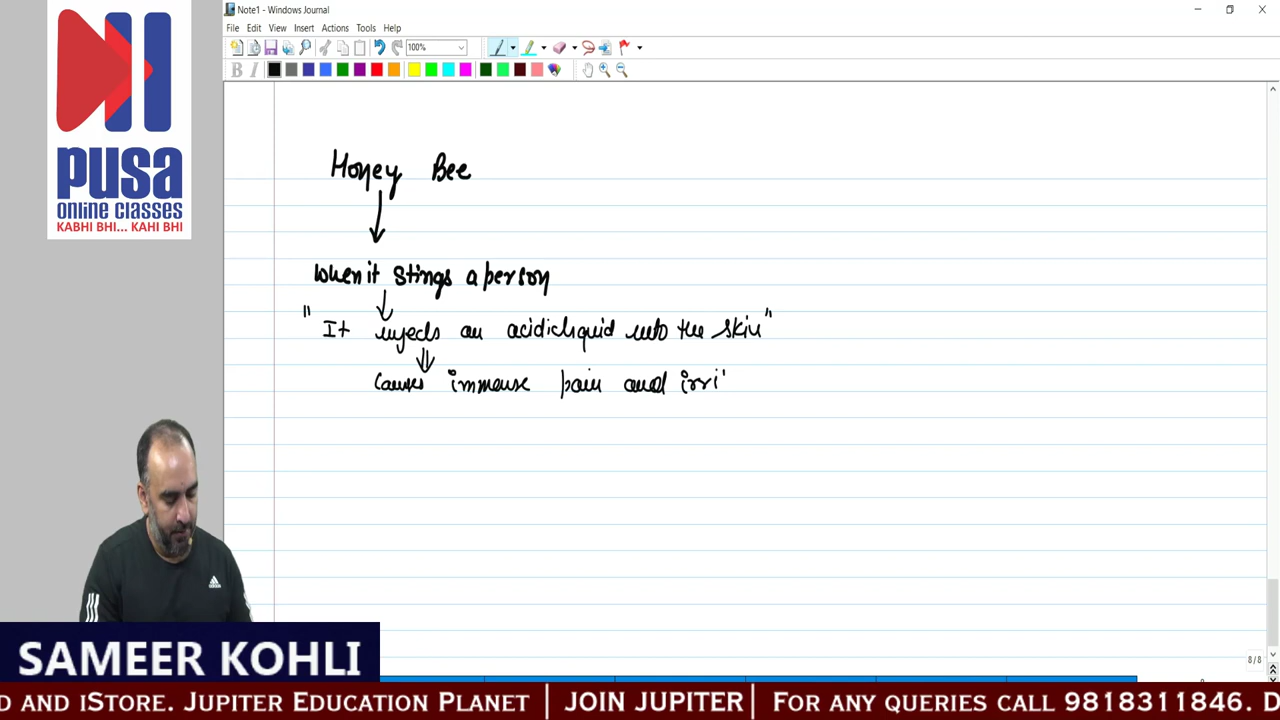 Note1 - Windows Journal
File Edit View Insert Actions Tools Help
100%
B I
PUSA
ONLINE CLASSES
KABHI BHI... KAHI BHI
Honey Bee
When it stings a person
"It injects an acidic liquid into the skin"
Causes immense pain and irri
8/8
SAMEER KOHLI
D AND iSTORE. JUPITER EDUCATION PLANET | JOIN JUPITER| FOR ANY QUERIES CALL 9818311846. D